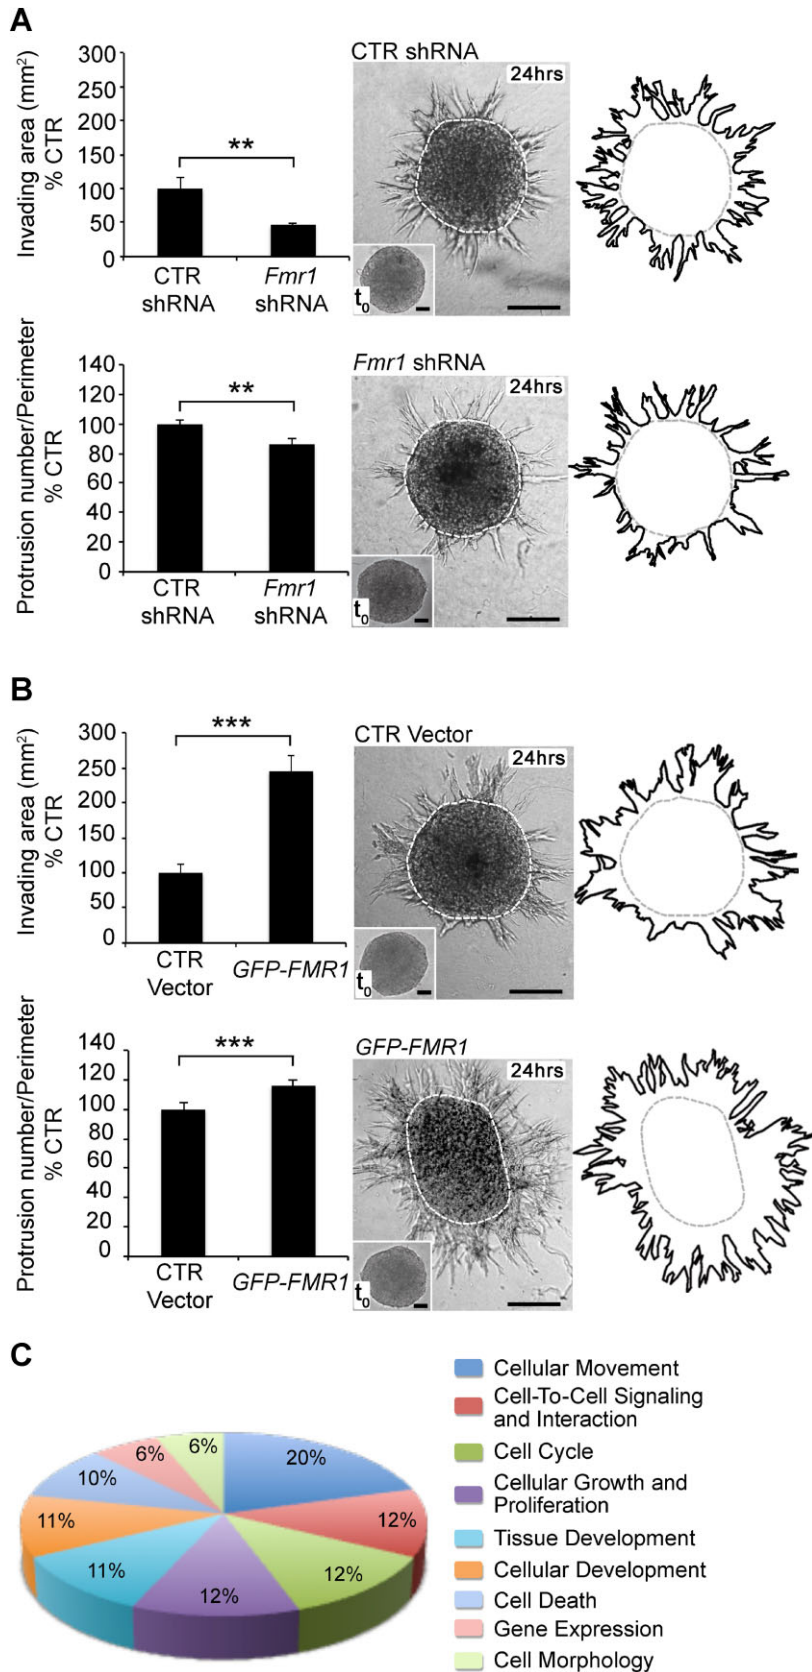 A
Invading area (mm²)
% CTR
300
250
200
150
100
50
0
**
CTR
shRNA
Fmr1
shRNA
CTR shRNA
24hrs
t₀
Protrusion number/Perimeter
% CTR
140
120
100
80
60
40
20
0
**
CTR
shRNA
Fmr1
shRNA
Fmr1 shRNA
24hrs
t₀
B
Invading area (mm²)
% CTR
300
250
200
150
100
50
0
***
CTR
Vector
GFP-FMR1
CTR Vector
24hrs
t₀
Protrusion number/Perimeter
% CTR
140
120
100
80
60
40
20
0
***
CTR
Vector
GFP-FMR1
GFP-FMR1
24hrs
t₀
C
20%
12%
12%
12%
11%
11%
10%
6%
6%
Cellular Movement
Cell-To-Cell Signaling
and Interaction
Cell Cycle
Cellular Growth and
Proliferation
Tissue Development
Cellular Development
Cell Death
Gene Expression
Cell Morphology